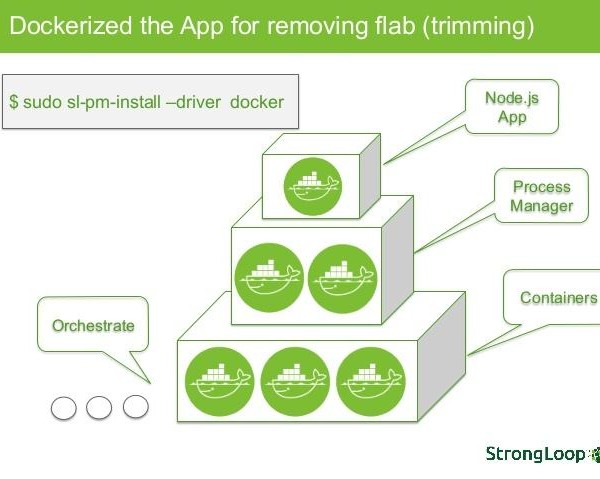 Dockerized the App for removing flab (trimming)
$ sudo sl-pm-install –driver docker
Node.js
App
Process
Manager
Containers
Orchestrate
StrongLoop